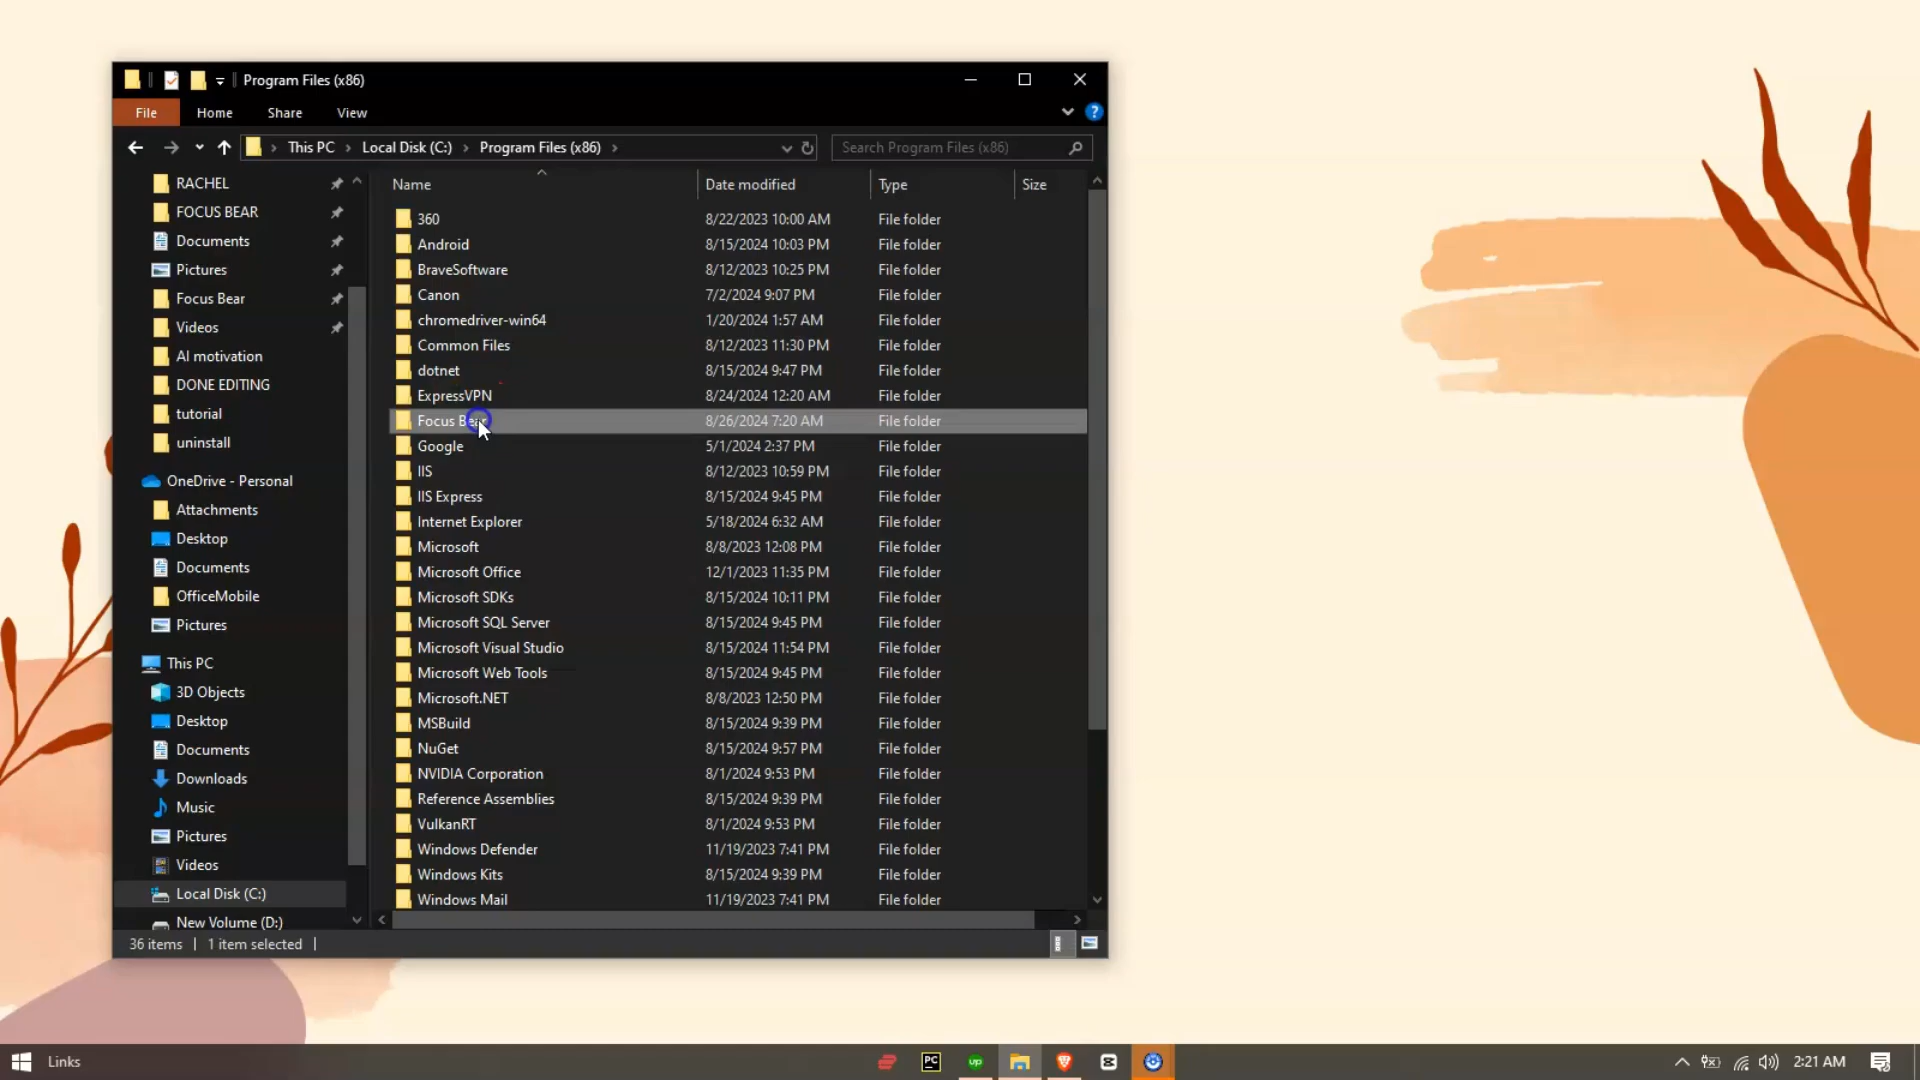 Program Files (x86)
File Home Share View
This PC Local Disk (C:) Program Files (x86) Search Program Files (x86)
RACHEL
FOCUS BEAR
Documents
Pictures
Focus Bear
Videos
AI motivation
DONE EDITING
tutorial
uninstall
OneDrive - Personal
Attachments
Desktop
Documents
OfficeMobile
Pictures
This PC
3D Objects
Desktop
Documents
Downloads
Music
Pictures
Videos
Local Disk (C:)
New Volume (D:)
Name Date modified Type Size
360 8/22/2023 10:00 AM File folder
Android 8/15/2024 10:03 PM File folder
BraveSoftware 8/12/2023 10:25 PM File folder
Canon 7/2/2024 9:07 PM File folder
chromedriver-win64 1/20/2024 1:57 AM File folder
Common Files 8/12/2023 11:30 PM File folder
dotnet 8/15/2024 9:47 PM File folder
ExpressVPN 8/24/2024 12:20 AM File folder
Focus Bear 8/26/2024 7:20 AM File folder
Google 5/1/2024 2:37 PM File folder
IIS 8/12/2023 10:59 PM File folder
IIS Express 8/15/2024 9:45 PM File folder
Internet Explorer 5/18/2024 6:32 AM File folder
Microsoft 8/8/2023 12:08 PM File folder
Microsoft Office 12/1/2023 11:35 PM File folder
Microsoft SDKs 8/15/2024 10:11 PM File folder
Microsoft SQL Server 8/15/2024 9:45 PM File folder
Microsoft Visual Studio 8/15/2024 11:54 PM File folder
Microsoft Web Tools 8/15/2024 9:45 PM File folder
Microsoft.NET 8/8/2023 12:50 PM File folder
MSBuild 8/15/2024 9:39 PM File folder
NuGet 8/15/2024 9:57 PM File folder
NVIDIA Corporation 8/1/2024 9:53 PM File folder
Reference Assemblies 8/15/2024 9:39 PM File folder
VulkanRT 8/1/2024 9:53 PM File folder
Windows Defender 11/19/2023 7:41 PM File folder
Windows Kits 8/15/2024 9:39 PM File folder
Windows Mail 11/19/2023 7:41 PM File folder
36 items 1 item selected
Links PC up 2:21 AM